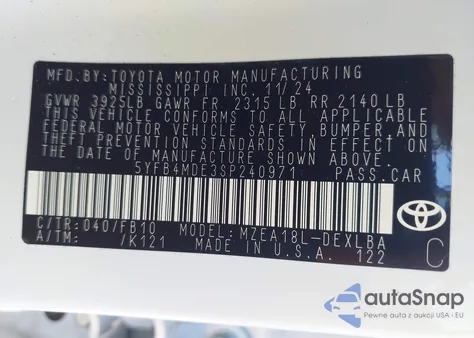 MFD. BY: TOYOTA MOTOR MANUFACTURING
MISSISSIPPI INC. 11/24
GVWR 3925LB GAWR FR. 2315 LB RR 2140 LB
THIS VEHICLE CONFORMS TO ALL APPLICABLE
FEDERAL MOTOR VEHICLE SAFETY, BUMPER AND
THEFT PREVENTION STANDARDS IN EFFECT ON
THE DATE OF MANUFACTURE SHOWN ABOVE.
5YFB4MDE3SP240971 PASS. CAR
C/TR: 040/FB10 MODEL: MZEA18L-DEXLBA
A/TM: /K121 MADE IN U.S.A. 122
C
autoSnap
Pewne auta z USA i EU